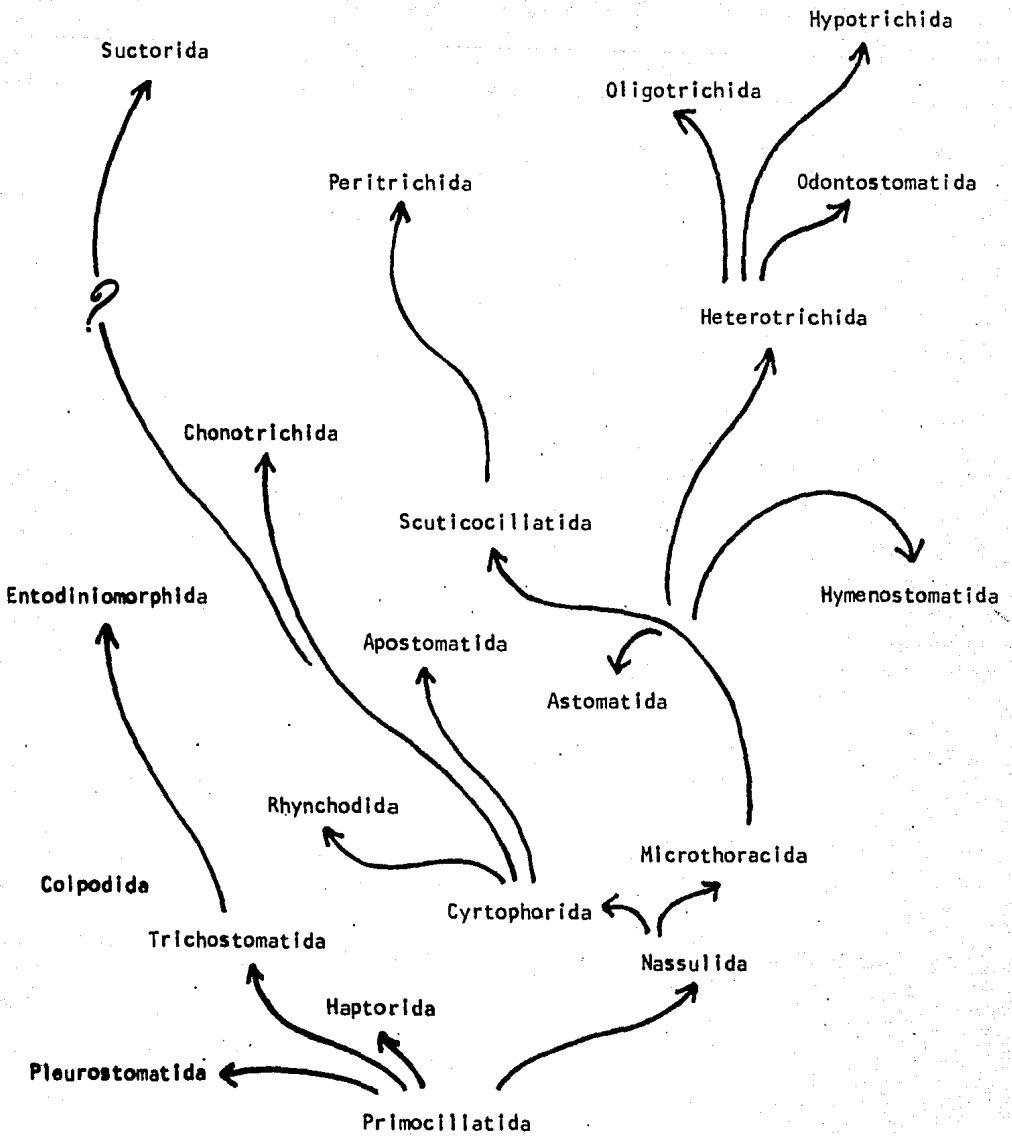 Hypotrichida
Suctorida
Oligotrichida
Peritrichida
Odontostomatida
?
Heterotrichida
Chonotrichida
Scuticociliatida
Entodiniomorphida
Hymenostomatida
Apostomatida
Astomatida
Rhynchodida
Microthoracida
Colpodida
Cyrtophorida
Trichostomatida
Nassulida
Haptorida
Pleurostomatida
Primociliatida